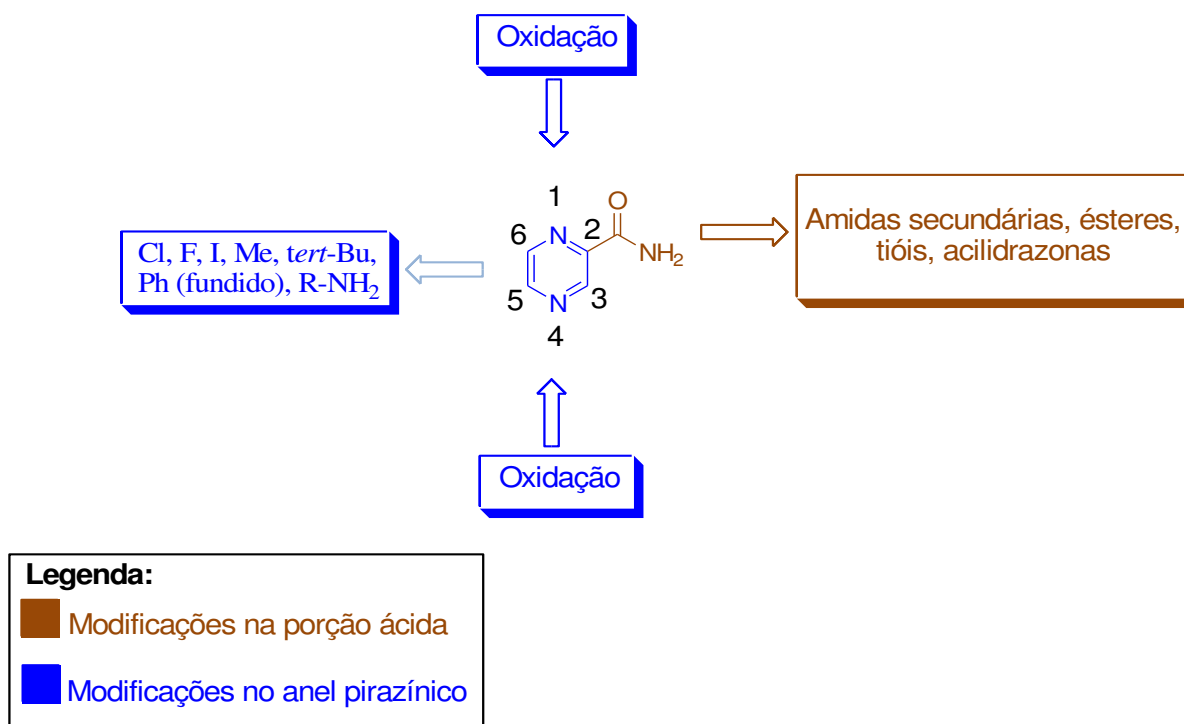 Oxidação
1
O
6
N
2
NH2
5
N
3
4
Cl, F, I, Me, tert-Bu,
Ph (fundido), R-NH2
Amidas secundárias, ésteres,
tióis, acilidrazonas
Oxidação
Legenda:
Modificações na porção ácida
Modificações no anel pirazínico